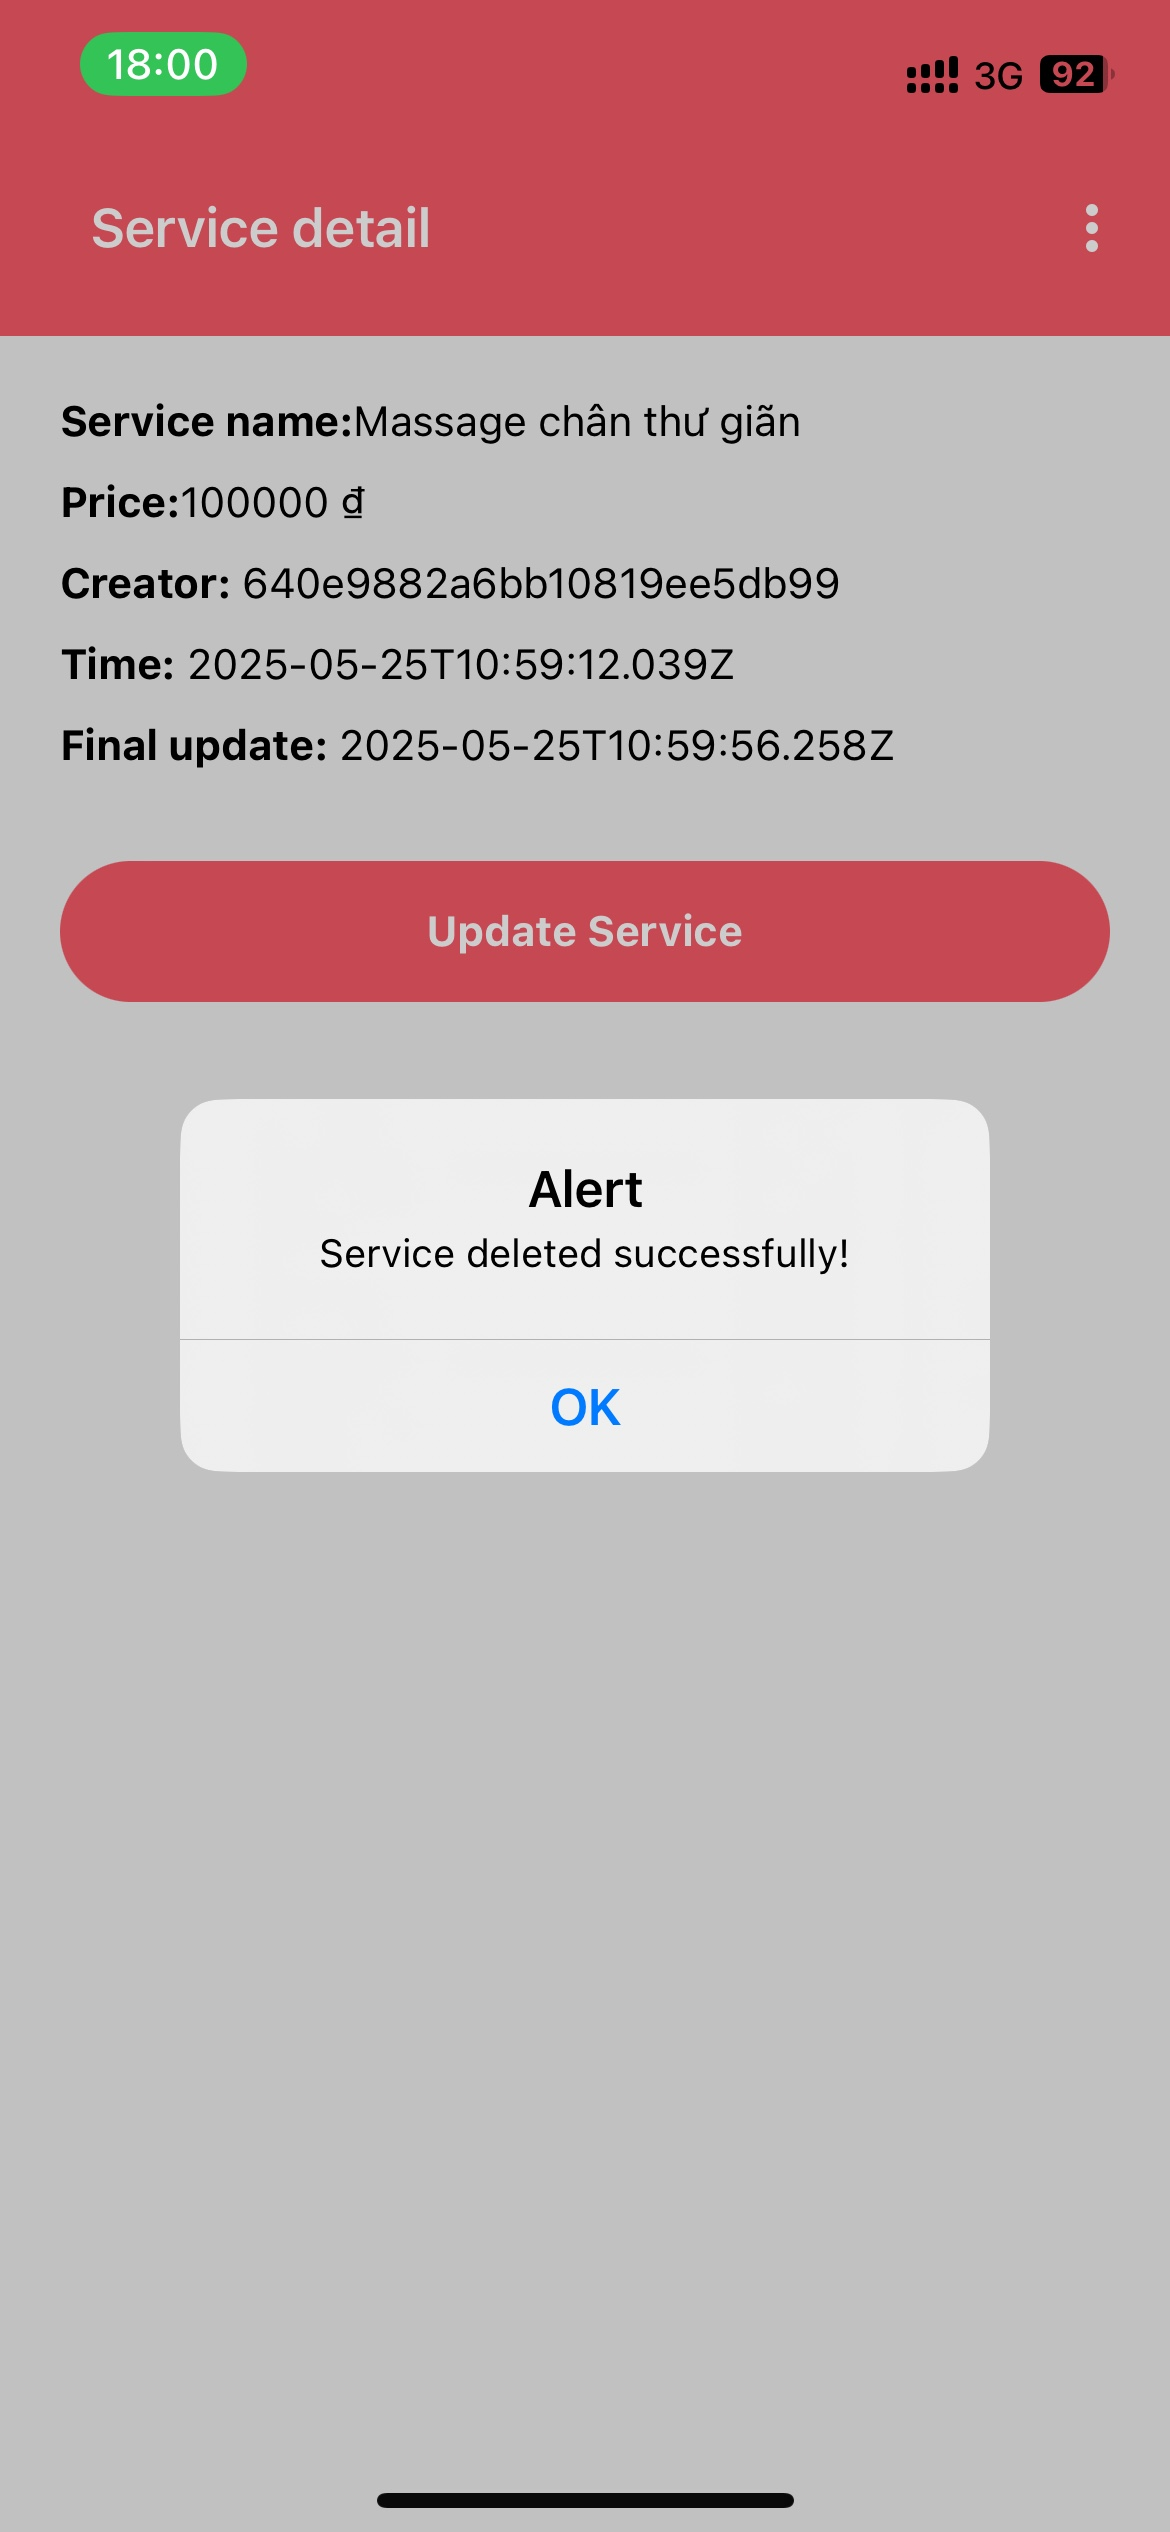 18:00
3G 92
Service detail
Service name:Massage chân thư giãn
Price:100000 ₫
Creator: 640e9882a6bb10819ee5db99
Time: 2025-05-25T10:59:12.039Z
Final update: 2025-05-25T10:59:56.258Z
Update Service
Alert
Service deleted successfully!
OK